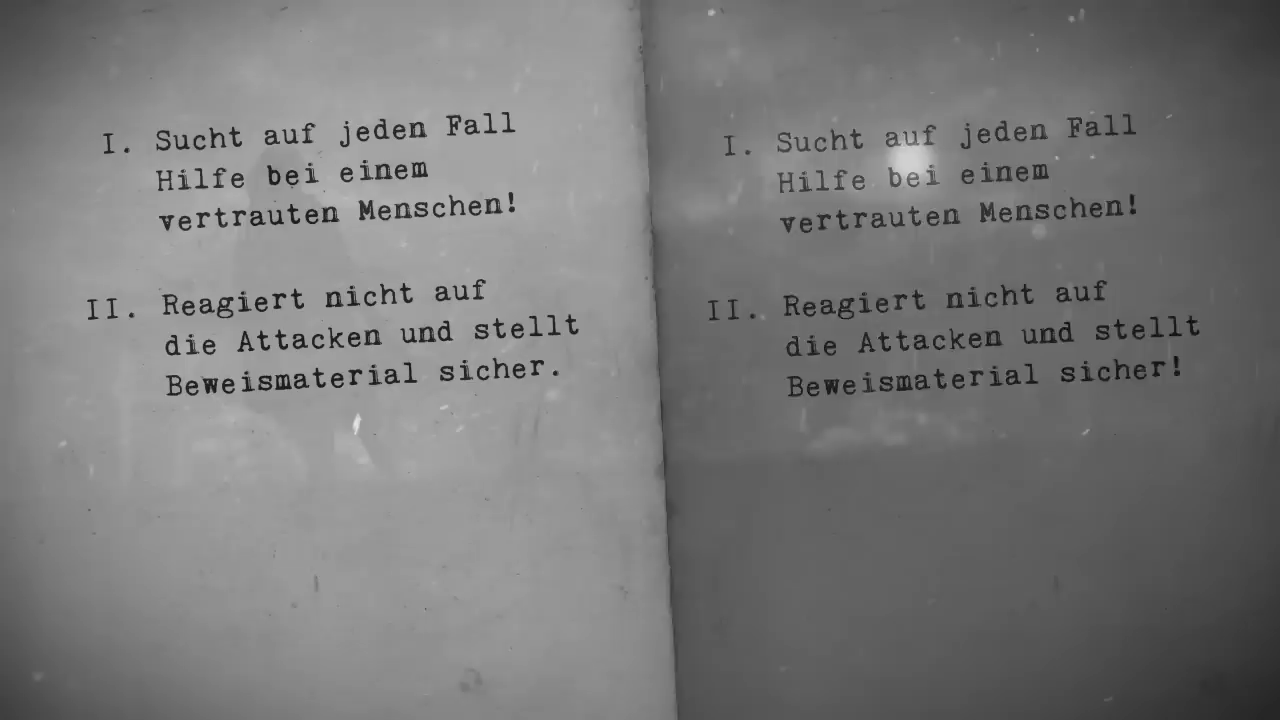 I. Sucht auf jeden Fall
Hilfe bei einem
vertrauten Menschen!
II. Reagiert nicht auf
die Attacken und stellt
Beweismaterial sicher.
I. Sucht auf jeden Fall
Hilfe bei einem
vertrauten Menschen!
II. Reagiert nicht auf
die Attacken und stellt
Beweismaterial sicher!